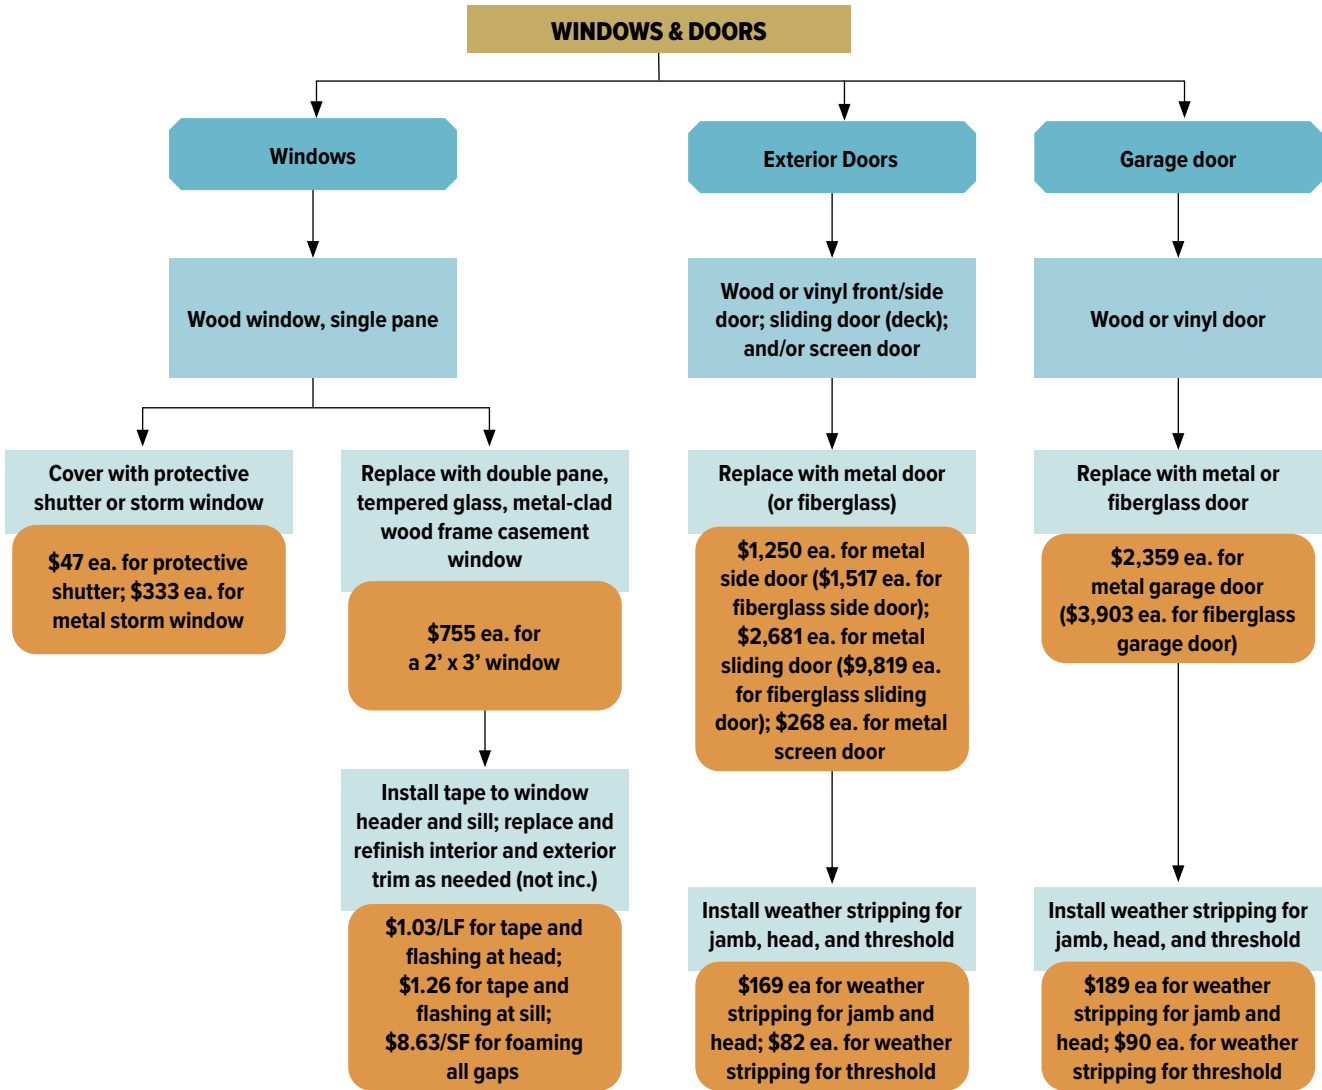 WINDOWS & DOORS
Windows
Wood window, single pane
Cover with protective
shutter or storm window
$47 ea. for protective
shutter; $333 ea. for
metal storm window
Replace with double pane,
tempered glass, metal-clad
wood frame casement
window
$755 ea. for
a 2’ x 3’ window
Install tape to window
header and sill; replace and
refinish interior and exterior
trim as needed (not inc.)
$1.03/LF for tape and
flashing at head;
$1.26 for tape and
flashing at sill;
$8.63/SF for foaming
all gaps
Exterior Doors
Wood or vinyl front/side
door; sliding door (deck);
and/or screen door
Replace with metal door
(or fiberglass)
$1,250 ea. for metal
side door ($1,517 ea. for
fiberglass side door);
$2,681 ea. for metal
sliding door ($9,819 ea.
for fiberglass sliding
door); $268 ea. for metal
screen door
Install weather stripping for
jamb, head, and threshold
$169 ea for weather
stripping for jamb and
head; $82 ea. for weather
stripping for threshold
Garage door
Wood or vinyl door
Replace with metal or
fiberglass door
$2,359 ea. for
metal garage door
($3,903 ea. for fiberglass
garage door)
Install weather stripping for
jamb, head, and threshold
$189 ea for weather
stripping for jamb and
head; $90 ea. for weather
stripping for threshold